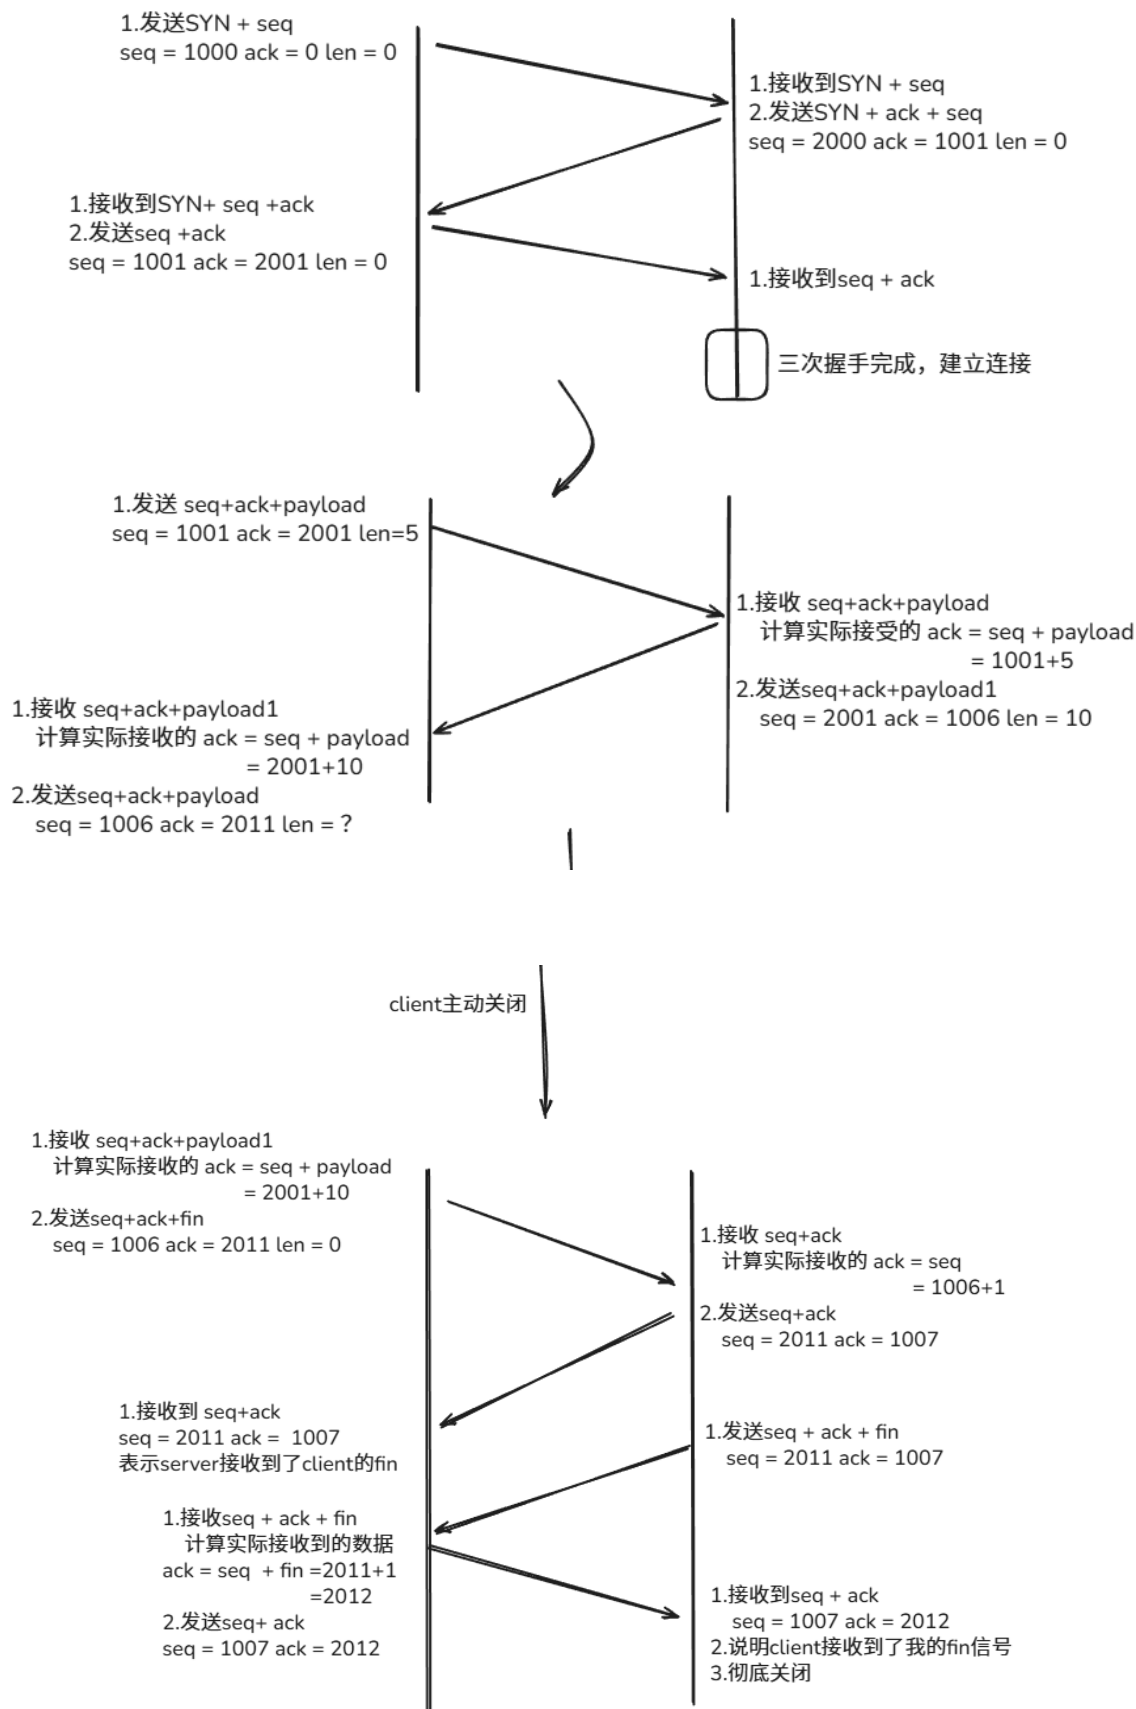 1.发送SYN + seq
seq = 1000 ack = 0 len = 0
1.接收到SYN + seq
2.发送SYN + ack + seq
seq = 2000 ack = 1001 len = 0
1.接收到SYN+ seq +ack
2.发送seq +ack
seq = 1001 ack = 2001 len = 0
1.接收到seq + ack
三次握手完成，建立连接
1.发送 seq+ack+payload
seq = 1001 ack = 2001 len=5
1.接收 seq+ack+payload
计算实际接受的 ack = seq + payload
= 1001+5
2.发送seq+ack+payload1
seq = 2001 ack = 1006 len = 10
1.接收 seq+ack+payload1
计算实际接收的 ack = seq + payload
= 2001+10
2.发送seq+ack+payload
seq = 1006 ack = 2011 len = ？
client主动关闭
1.接收 seq+ack+payload1
计算实际接收的 ack = seq + payload
= 2001+10
2.发送seq+ack+fin
seq = 1006 ack = 2011 len = 0
1.接收 seq+ack
计算实际接收的 ack = seq
= 1006+1
2.发送seq+ack
seq = 2011 ack = 1007
1.接收到 seq+ack
seq = 2011 ack =  1007
表示server接收到了client的fin
1.发送seq + ack + fin
seq = 2011 ack = 1007
1.接收seq + ack + fin
计算实际接收到的数据
ack = seq  + fin =2011+1
=2012
2.发送seq+ ack
seq = 1007 ack = 2012
1.接收到seq + ack
seq = 1007 ack = 2012
2.说明client接收到了我的fin信号
3.彻底关闭